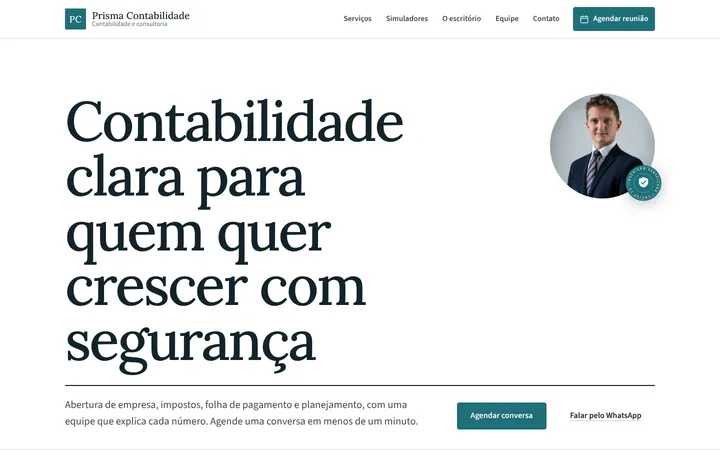 PC
Prisma Contabilidade
Contabilidade e consultoria
Serviços
Simuladores
O escritório
Equipe
Contato
Agendar reunião
Contabilidade
clara para
quem quer
crescer com
segurança
Abertura de empresa, impostos, folha de pagamento e planejamento, com uma
equipe que explica cada número. Agende uma conversa em menos de um minuto.
Agendar conversa
Falar pelo WhatsApp